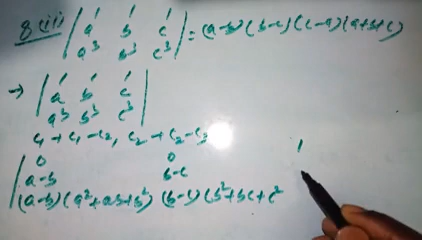 8(ii) | 1 1 1 |
| a b c | = (a-b)(b-c)(c-a)(a+b+c)
| a³ b³ c³ |
→ | 1 1 1 |
| a b c |
| a³ b³ c³ |
C₁→C₁-C₂, C₂→C₂-C₃
| 0 0 1
| a-b b-c
| (a-b)(a²+ab+b²) (b-c)(b²+bc+c²